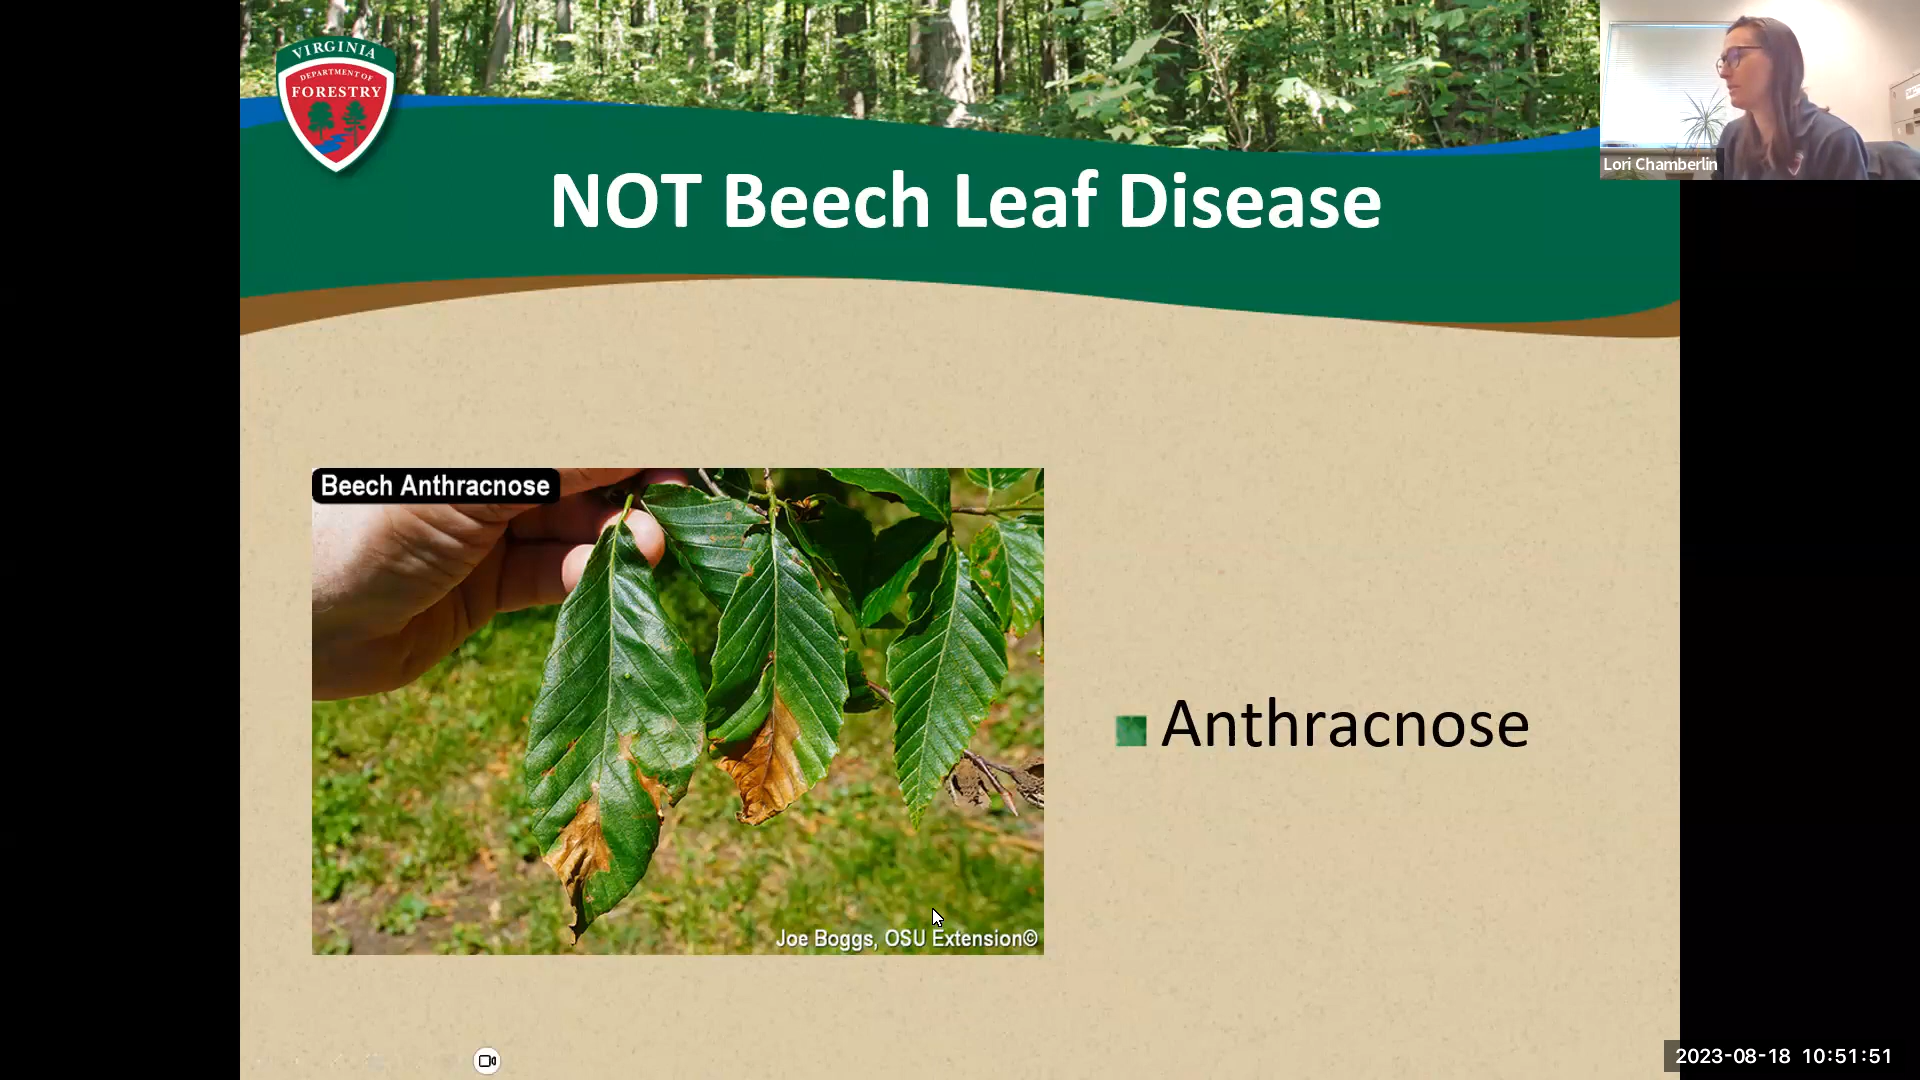 VIRGINIA
DEPARTMENT OF
FORESTRY
Lori Chamberlin
NOT Beech Leaf Disease
Beech Anthracnose
Anthracnose
Joe Boggs, OSU Extension©
2023-08-18 10:51:51